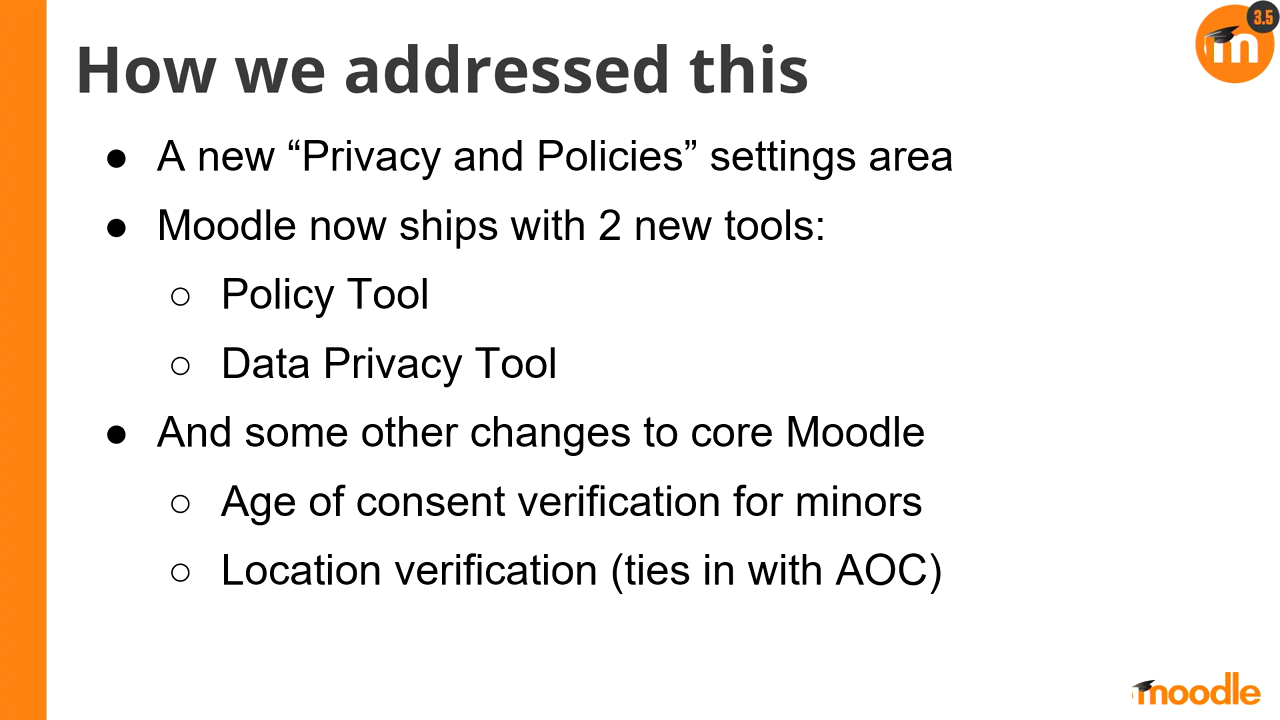 3.5
m
How we addressed this
● A new “Privacy and Policies” settings area
● Moodle now ships with 2 new tools:
○ Policy Tool
○ Data Privacy Tool
● And some other changes to core Moodle
○ Age of consent verification for minors
○ Location verification (ties in with AOC)
moodle